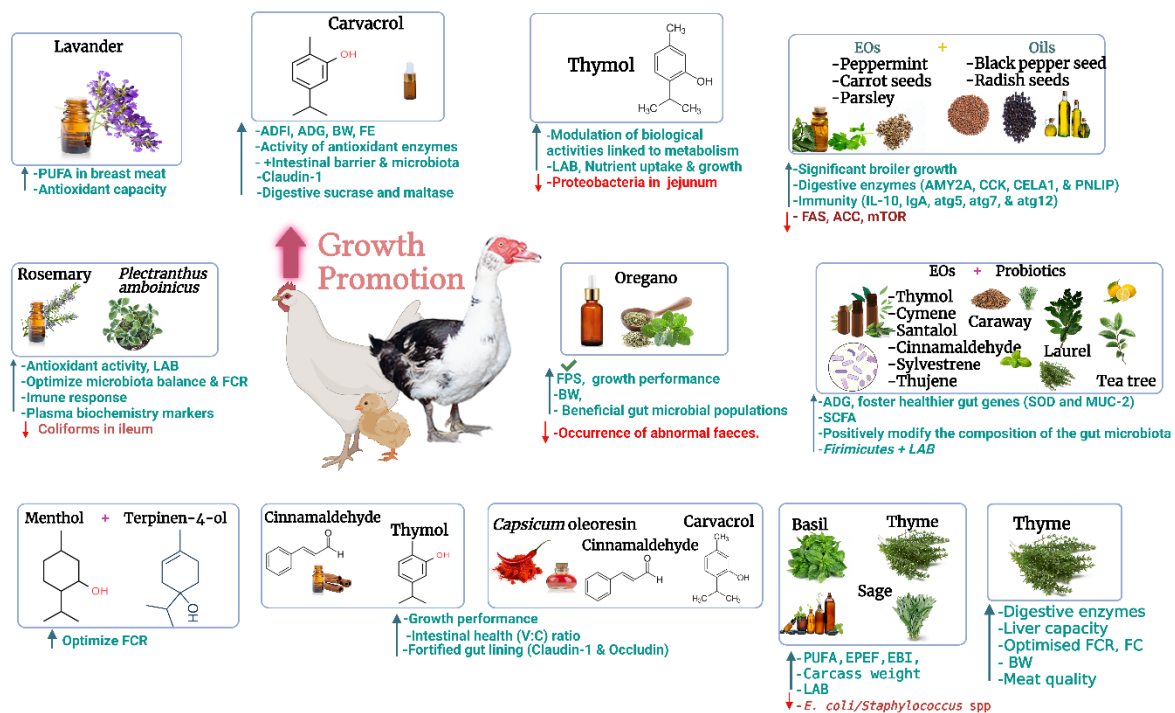 Lavander
-PUFA in breast meat
-Antioxidant capacity
Carvacrol
OH
-ADFI, ADG, BW, FE
-Activity of antioxidant enzymes
- +Intestinal barrier & microbiota
-Claudin-1
-Digestive sucrase and maltase
Thymol
CH₃
OH
H₃C
CH₃
-Modulation of biological
activities linked to metabolism
-LAB, Nutrient uptake & growth
-Proteobacteria in jejunum
EOs + Oils
-Peppermint
-Carrot seeds
-Parsley
-Black pepper seed
-Radish seeds
-Significant broiler growth
-Digestive enzymes (AMY2A, CCK, CELA1, & PNLIP)
-Immunity (IL-10, IgA, atg5, atg7, & atg12)
- FAS, ACC, mTOR
Growth
Promotion
Rosemary
Plectranthus
amboinicus
-Antioxidant activity, LAB
-Optimize microbiota balance & FCR
-Imune response
-Plasma biochemistry markers
Coliforms in ileum
Oregano
FPS, growth performance
-BW,
- Beneficial gut microbial populations
-Occurrence of abnormal faeces.
EOs + Probiotics
-Thymol
-Cymene
-Santalol
-Cinnamaldehyde
-Sylvestrene
-Thujene
Caraway
Laurel
Tea tree
-ADG, foster healthier gut genes (SOD and MUC-2)
-SCFA
-Positively modify the composition of the gut microbiota
-Firimicutes + LAB
Menthol + Terpinen-4-ol
OH
OH
Optimize FCR
Cinnamaldehyde
O
H
Thymol
OH
Capsicum oleoresin
Cinnamaldehyde
O
H
Carvacrol
CH₃
OH
H₃C
CH₃
-Growth performance
-Intestinal health (V:C) ratio
-Fortified gut lining (Claudin-1 & Occludin)
Basil
Thyme
Sage
-PUFA,EPEF,EBI,
-Carcass weight
-LAB
-E. coli/Staphylococcus spp
Thyme
-Digestive enzymes
-Liver capacity
-Optimised FCR, FC
- BW
-Meat quality